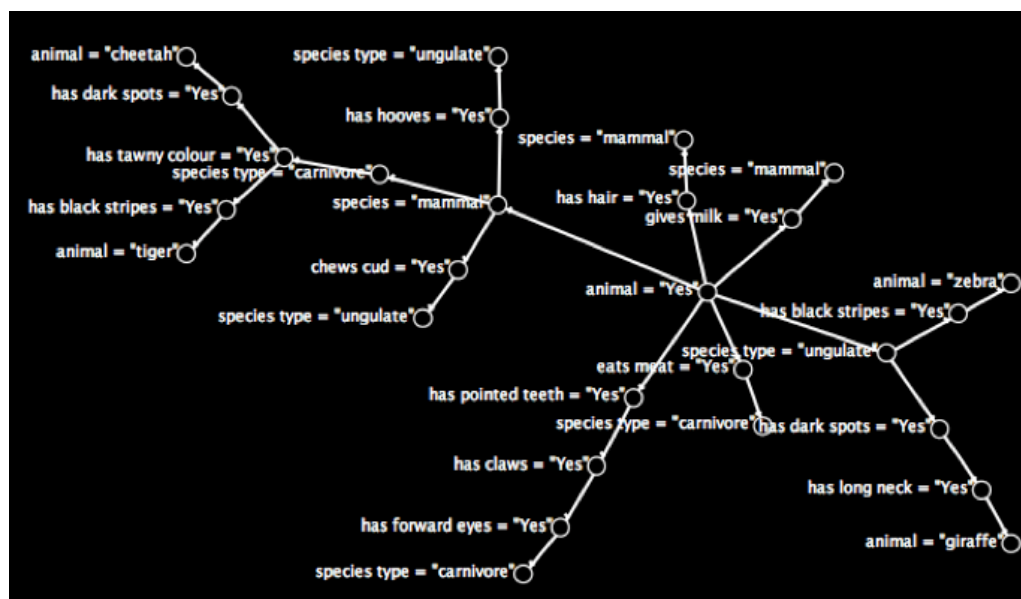 animal = "cheetah"
species type = "ungulate"
has dark spots = "Yes"
has hooves = "Yes"
species = "mammal"
has tawny colour = "Yes"
species type = "carnivore"
species = "mammal"
has hair = "Yes"
has black stripes = "Yes"
species = "mammal"
gives milk = "Yes"
animal = "tiger"
chews cud = "Yes"
animal = "Yes"
animal = "zebra"
has black stripes = "Yes"
species type = "ungulate"
species type = "ungulate"
eats meat = "Yes"
has pointed teeth = "Yes"
species type = "carnivore"
has dark spots = "Yes"
has claws = "Yes"
has long neck = "Yes"
has forward eyes = "Yes"
animal = "giraffe"
species type = "carnivore"